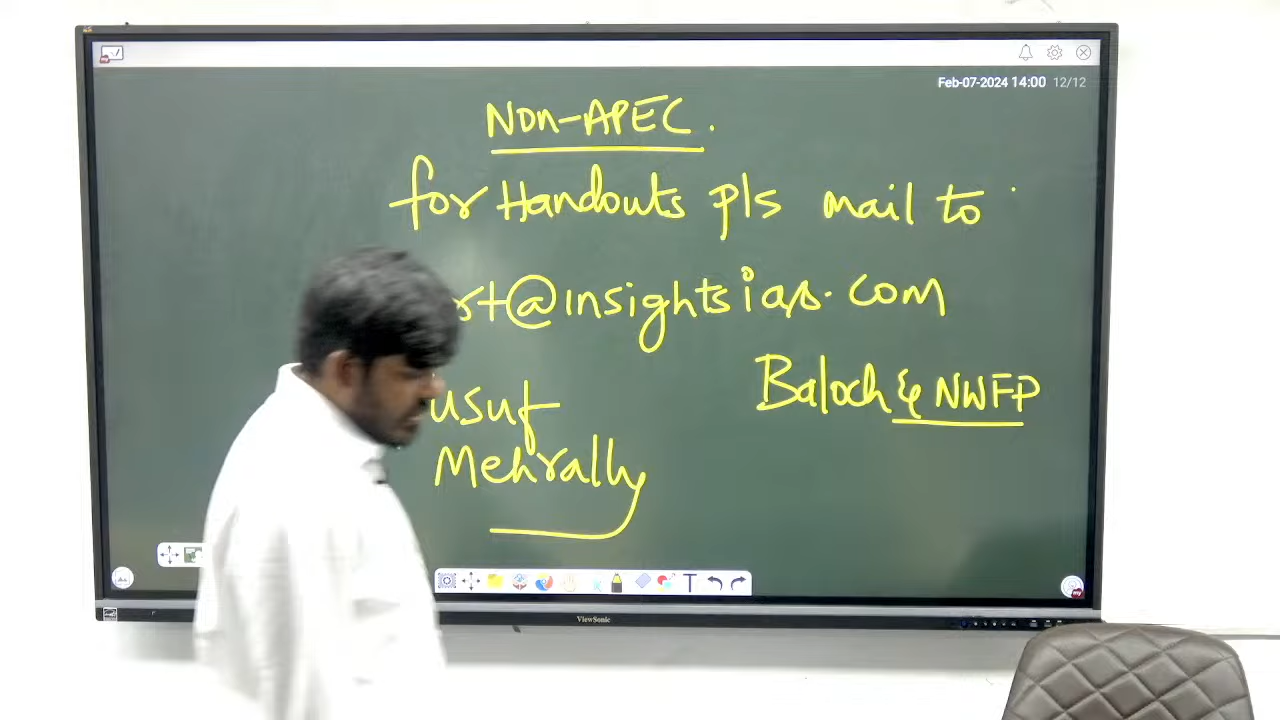 Feb-07-2024 14:00 12/12
NON-APEC.
for Handouts pls mail to
st@insightsias.com
Baloch & NWFP
usuf
Mehrally
ViewSonic